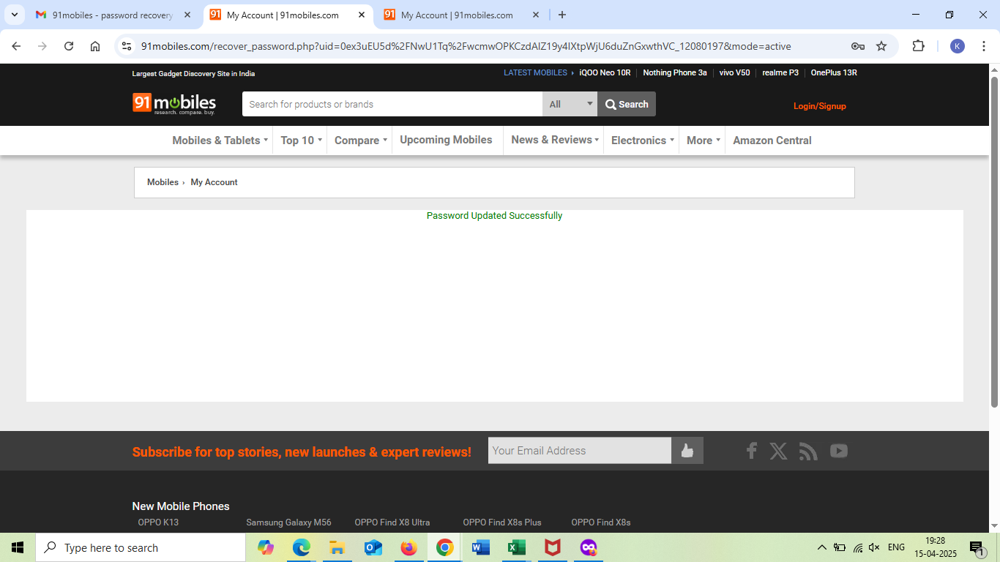 91mobiles - password recovery
My Account | 91mobiles.com
My Account | 91mobiles.com
91mobiles.com/recover_password.php?uid=0ex3uEU5d%2FNwU1Tq%2FwcmwOPKCzdAlZ19y4IXtpWjU6duZnGxwthVC_12080197&mode=active
K
Largest Gadget Discovery Site in India
LATEST MOBILES iQOO Neo 10R Nothing Phone 3a vivo V50 realme P3 OnePlus 13R
91 mobiles
research. compare. buy.
Search for products or brands
All
Search
Login/Signup
Mobiles & Tablets Top 10 Compare Upcoming Mobiles News & Reviews Electronics More Amazon Central
Mobiles › My Account
Password Updated Successfully
Subscribe for top stories, new launches & expert reviews!
Your Email Address
New Mobile Phones
OPPO K13 Samsung Galaxy M56 OPPO Find X8 Ultra OPPO Find X8s Plus OPPO Find X8s
Type here to search
ENG
19:28
15-04-2025
1